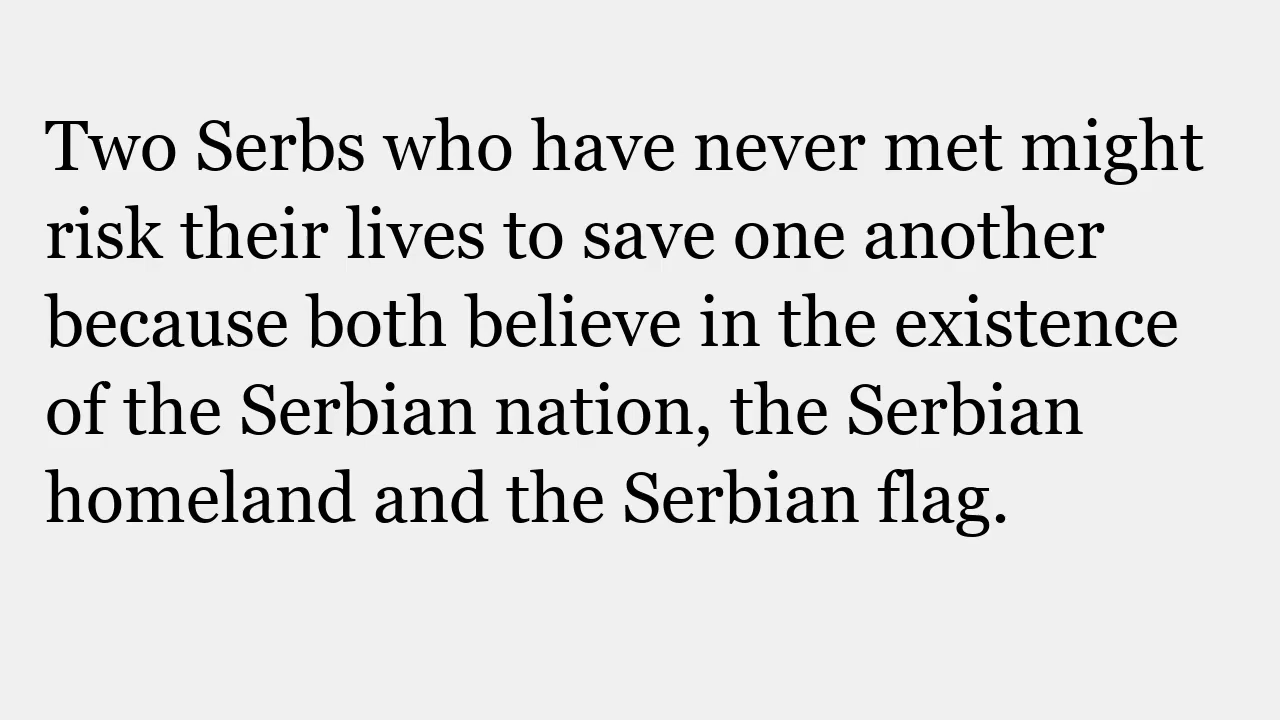 Two Serbs who have never met might
risk their lives to save one another
because both believe in the existence
of the Serbian nation, the Serbian
homeland and the Serbian flag.